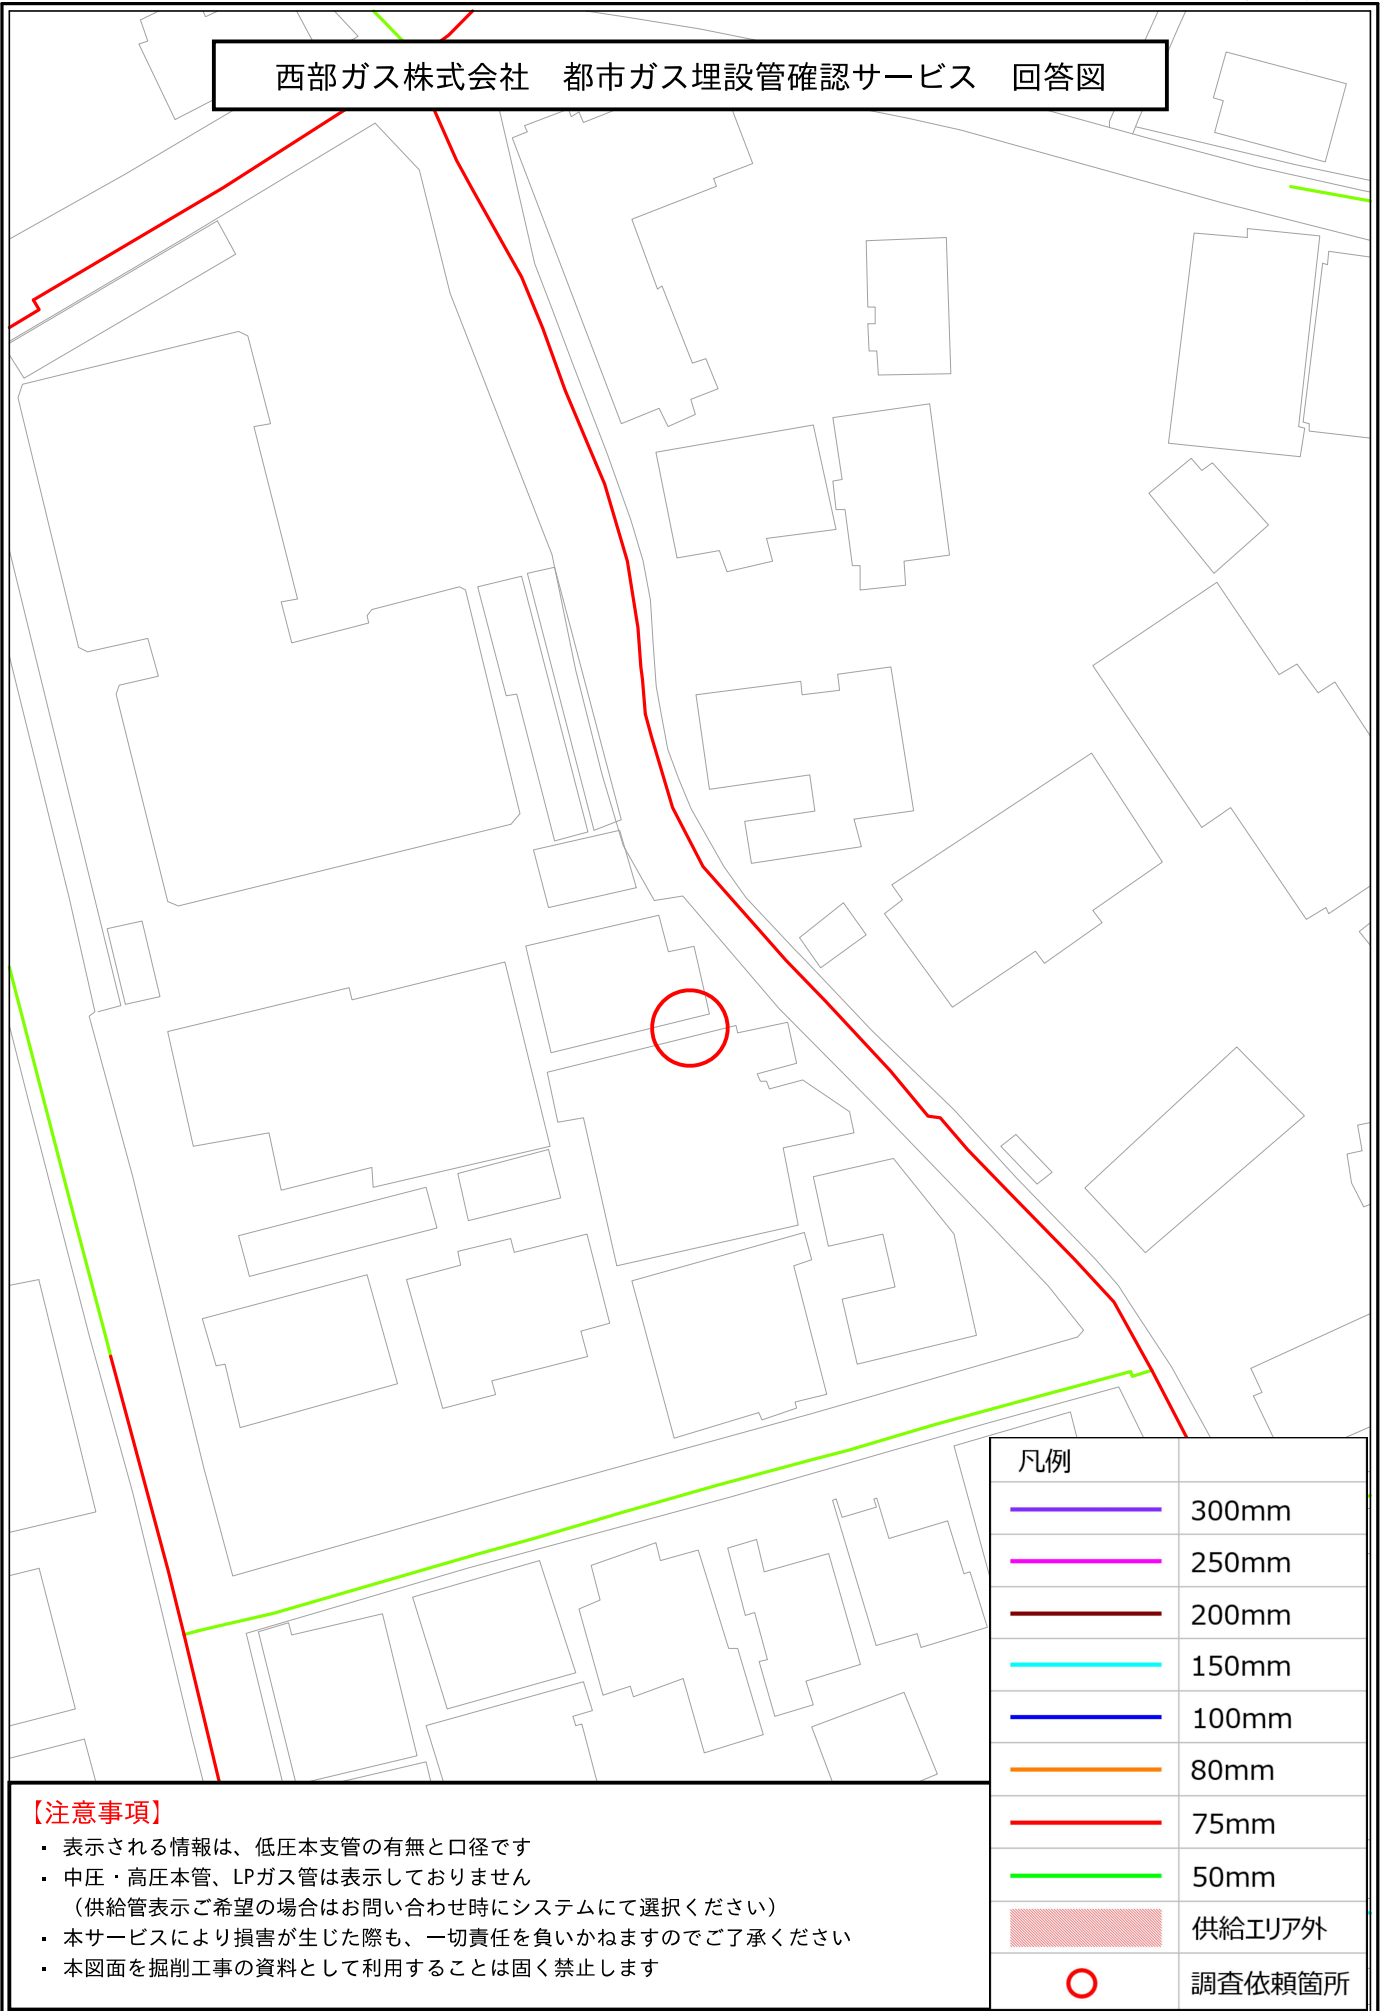 西部ガス株式会社　都市ガス埋設管確認サービス　回答図
凡例
300mm
250mm
200mm
150mm
100mm
80mm
75mm
50mm
供給エリア外
調査依頼箇所
【注意事項】
・ 表示される情報は、低圧本支管の有無と口径です
・ 中圧・高圧本管、LPガス管は表示しておりません
（供給管表示ご希望の場合はお問い合わせ時にシステムにて選択ください）
・ 本サービスにより損害が生じた際も、一切責任を負いかねますのでご了承ください
・ 本図面を掘削工事の資料として利用することは固く禁止します